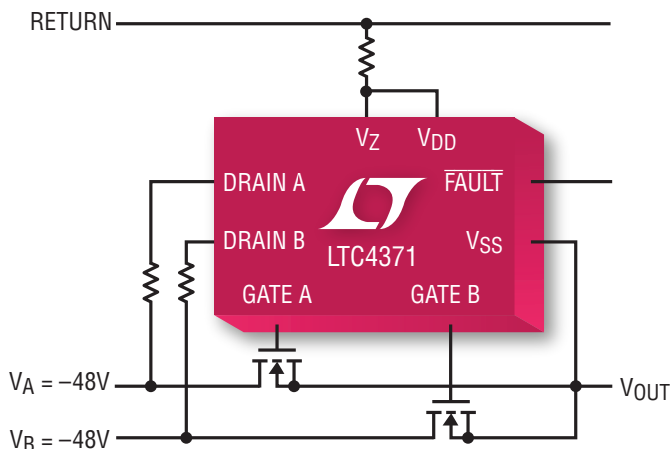 RETURN
VZ
VDD
DRAIN A
FAULT
DRAIN B
VSS
LTC4371
GATE A
GATE B
VA = –48V
VOUT
VB = –48V